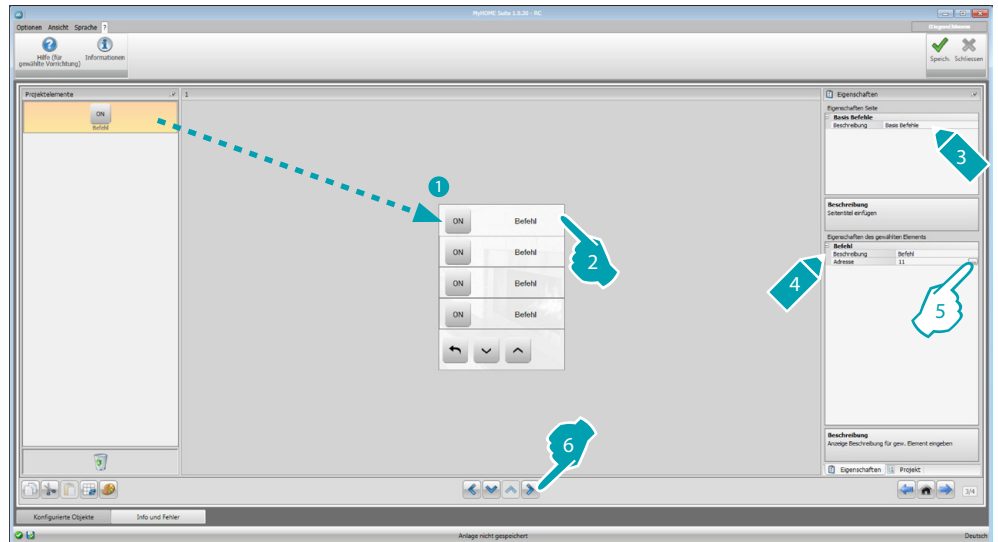 MyHOME Suite 1.0.20 - RC
Optionen Ansicht Sprache ?
Hilfe (für gewählte Vorrichtung)
Informationen
Speich. Schliessen
Projektelemente
1
Eigenschaften
ON
Befehl
Eigenschaften Seite
Basis Befehle
Beschreibung Basis Befehle
3
Beschreibung
Seitentitel einfügen
1
ON Befehl
2
ON Befehl
ON Befehl
ON Befehl
Eigenschaften des gewählten Elements
Befehl
Beschreibung Befehl
Adresse 11
4
5
6
Beschreibung
Anzeige Beschreibung für gew. Element eingeben
Eigenschaften Projekt
3/4
Konfigurierte Objekte Info und Fehler
Anlage nicht gespeichert
Deutsch